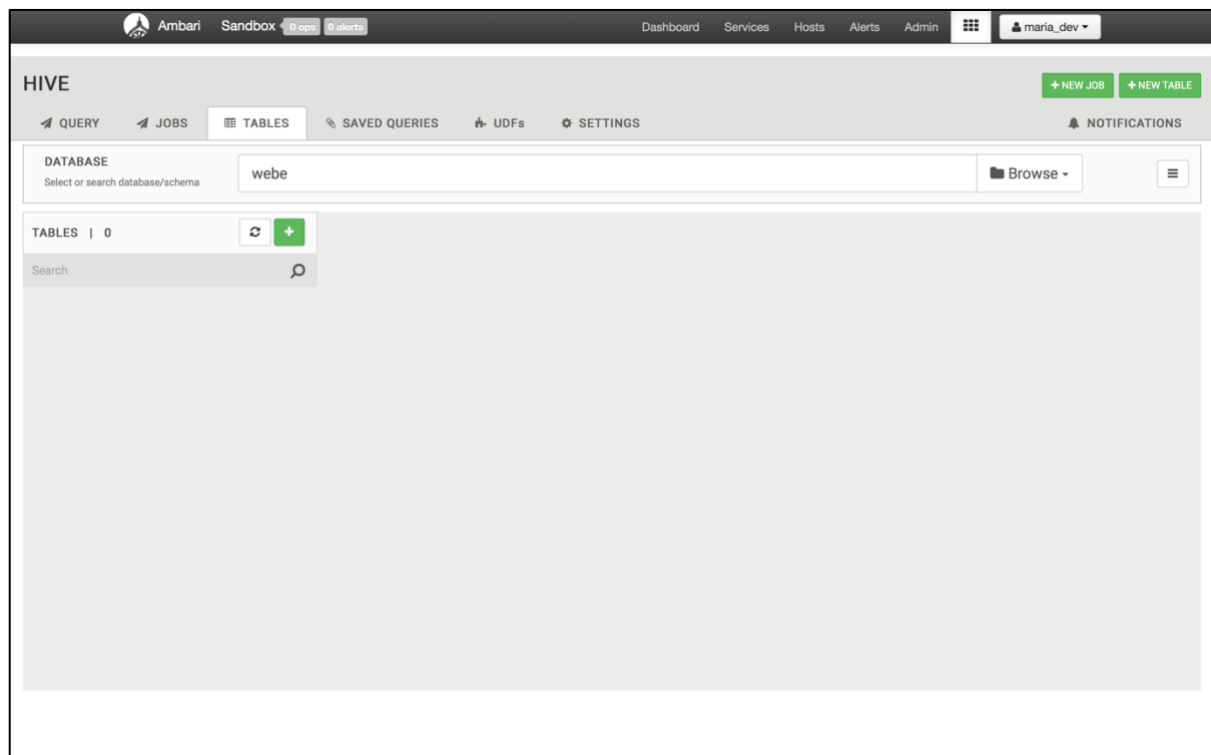 Ambari Sandbox 0 ops 0 alerts Dashboard Services Hosts Alerts Admin maria_dev
HIVE
+ NEW JOB + NEW TABLE
QUERY JOBS TABLES SAVED QUERIES UDFs SETTINGS NOTIFICATIONS
DATABASE
Select or search database/schema
webe
Browse
TABLES | 0
+
Search